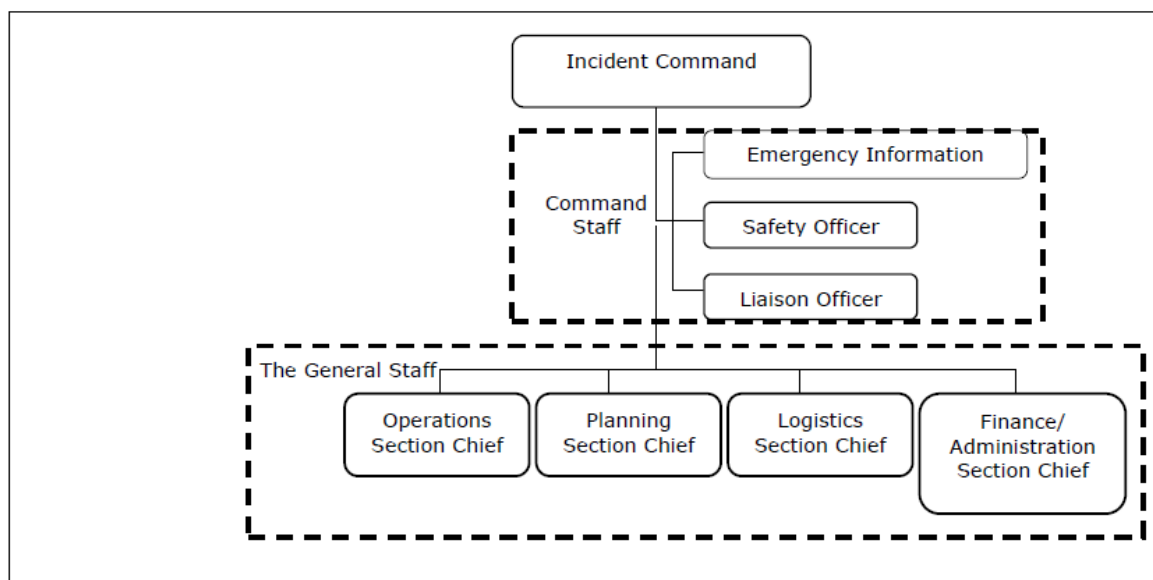 Incident Command
Emergency Information
Command
Staff
Safety Officer
Liaison Officer
The General Staff
Operations
Section Chief
Planning
Section Chief
Logistics
Section Chief
Finance/
Administration
Section Chief